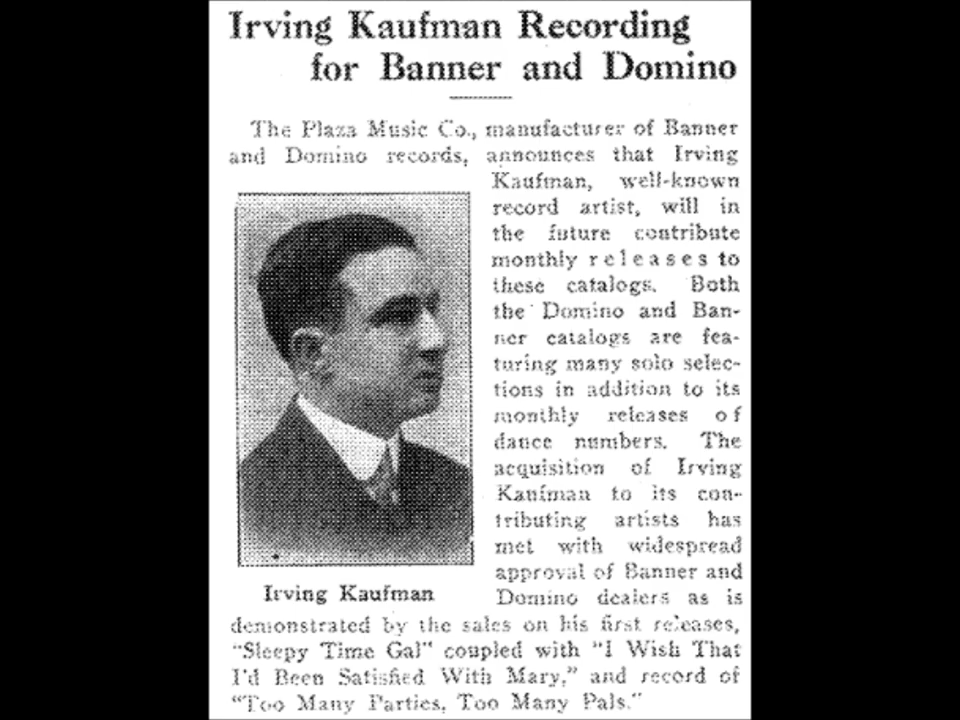 Irving Kaufman Recording
for Banner and Domino
The Plaza Music Co., manufacturer of Banner
and Domino records, announces that Irving
Kaufman, well-known
record artist, will in
the future contribute
monthly releases to
these catalogs. Both
the Domino and Ban-
ner catalogs are fea-
turing many solo selec-
tions in addition to its
monthly releases of
dance numbers. The
acquisition of Irving
Kaufman to its con-
tributing artists has
met with widespread
approval of Banner and
Domino dealers as is
Irving Kaufman
demonstrated by the sales on his first releases,
"Sleepy Time Gal" coupled with "I Wish That
I'd Been Satisfied With Mary," and record of
"Too Many Parties, Too Many Pals."